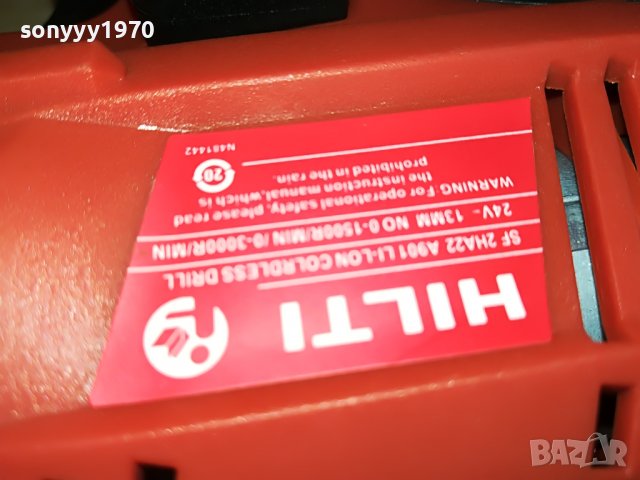 sonyyy1970
HILTI
SF 2HA22 A901 LI-LON COLRDLESS DRILL
24V - 13MM NO 0-1500R/MIN /0-3000R/MIN
WARNING For operational safety, please read
the instruction manual,which is
prohibited in the rain.
20
N481442
BAZAR